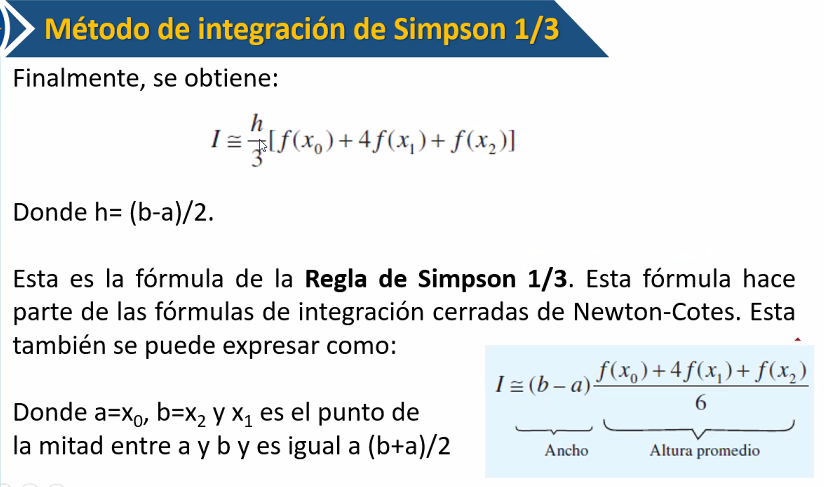 Método de integración de Simpson 1/3
Finalmente, se obtiene:
I ≅ h/3 [f(x₀) + 4f(x₁) + f(x₂)]
Donde h= (b-a)/2.
Esta es la fórmula de la Regla de Simpson 1/3. Esta fórmula hace
parte de las fórmulas de integración cerradas de Newton-Cotes. Esta
también se puede expresar como:
I ≅ (b – a) (f(x₀) + 4f(x₁) + f(x₂))/6
Ancho Altura promedio
Donde a=x₀, b=x₂ y x₁ es el punto de
la mitad entre a y b y es igual a (b+a)/2